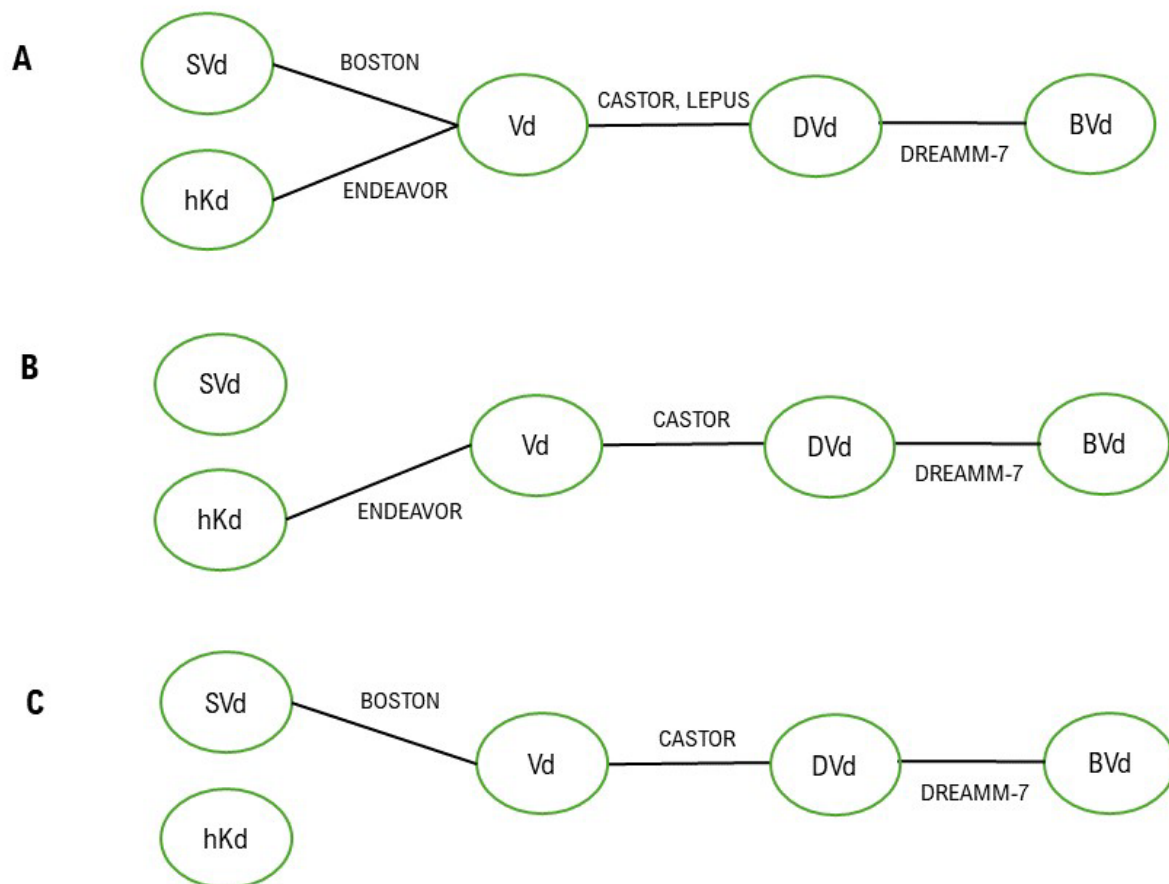 A
SVd
BOSTON
hKd
ENDEAVOR
Vd
CASTOR, LEPUS
DVd
DREAMM-7
BVd
B
SVd
hKd
ENDEAVOR
Vd
CASTOR
DVd
DREAMM-7
BVd
C
SVd
BOSTON
hKd
Vd
CASTOR
DVd
DREAMM-7
BVd